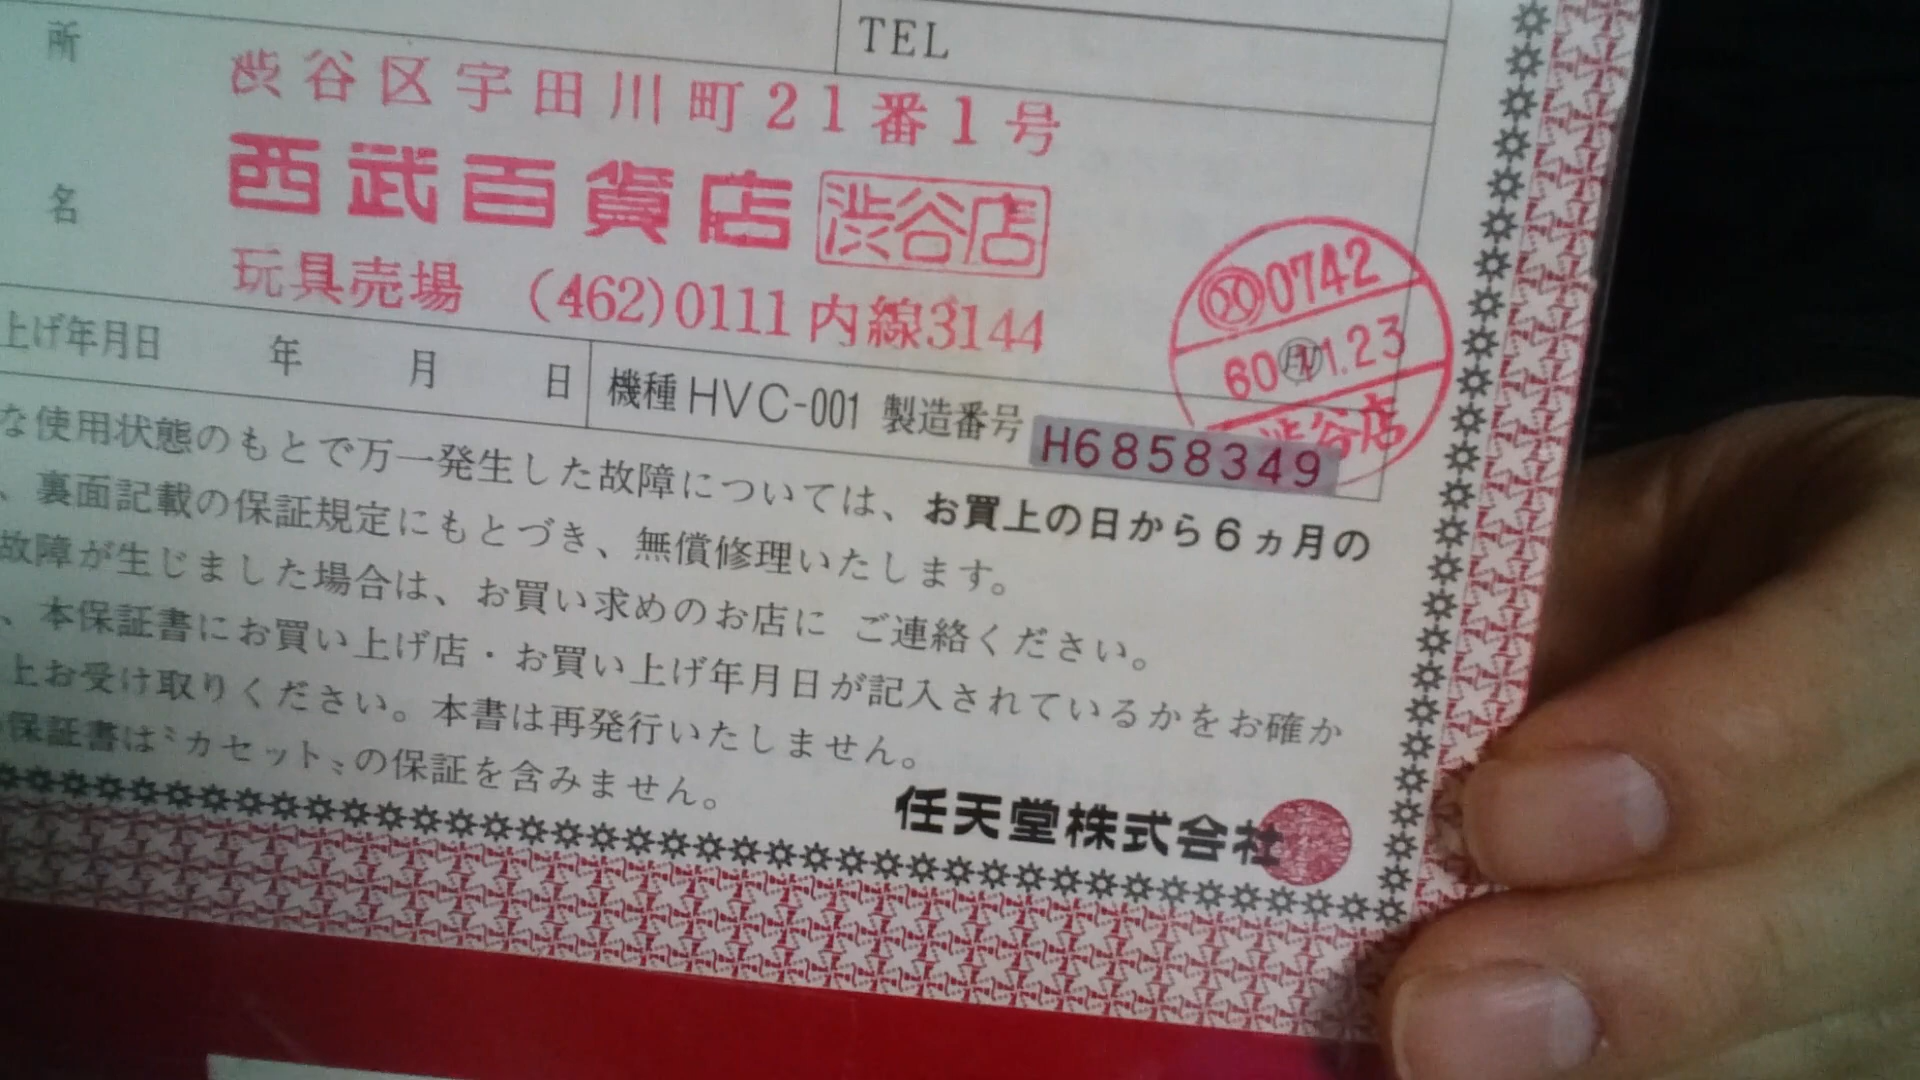 所
TEL
渋谷区宇田川町21番1号
名
西武百貨店 渋谷店
玩具売場 (462)0111 内線3144
0742
60 11.23
渋谷店
上げ年月日 年 月 日 機種 HVC-001 製造番号 H6858349
な使用状態のもとで万一発生した故障については、お買上の日から6ヵ月の
、裏面記載の保証規定にもとづき、無償修理いたします。
故障が生じました場合は、お買い求めのお店に ご連絡ください。
、本保証書にお買い上げ店・お買い上げ年月日が記入されているかをお確か
上お受け取りください。本書は再発行いたしません。
保証書は〝カセット〟の保証を含みません。
任天堂株式会社